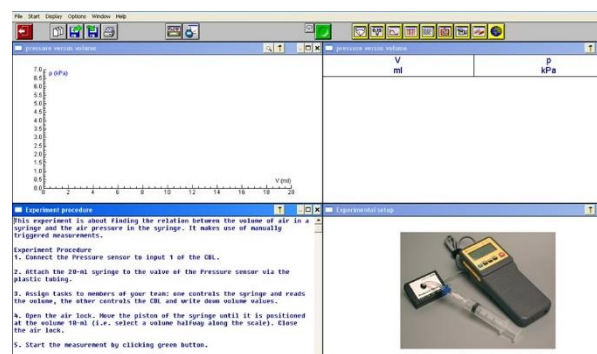 File Start Display Options Window Help
pressure versus volume
pressure versus volume
7.0
p (kPa)
6.5
6.0
5.5
5.0
4.5
4.0
3.5
3.0
2.5
2.0
1.5
1.0
0.5
0.0
V (ml)
0 2 4 6 8 10 12 14 16 18 20
V p
ml kPa
Experiment procedure
This experiment is about finding the relation between the volume of air in a
syringe and the air pressure in the syringe. It makes use of manually
triggered measurements.
Experiment Procedure
1. Connect the Pressure sensor to input 1 of the CBL.
2. Attach the 20-ml syringe to the valve of the Pressure sensor via the
plastic tubing.
3. Assign tasks to members of your team: one controls the syringe and reads
the volume, the other controls the CBL and write down volume values.
4. Open the air lock. Move the piston of the syringe until it is positioned
at the volume 10-ml (i.e. select a volume halfway along the scale). Close
the air lock.
5. Start the measurement by clicking green button.
Experimental setup